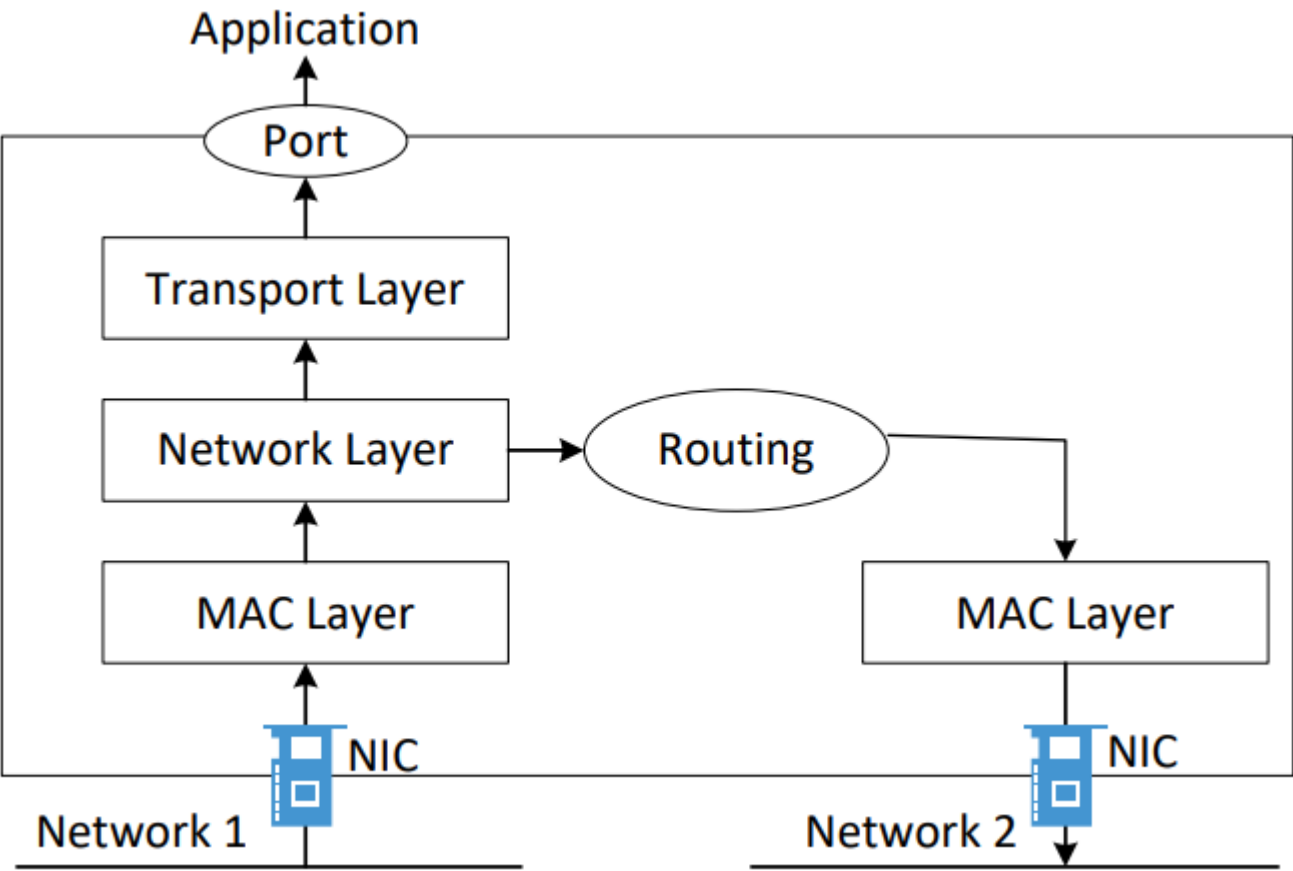 Application
Port
Transport Layer
Network Layer
Routing
MAC Layer
MAC Layer
NIC
NIC
Network 1
Network 2